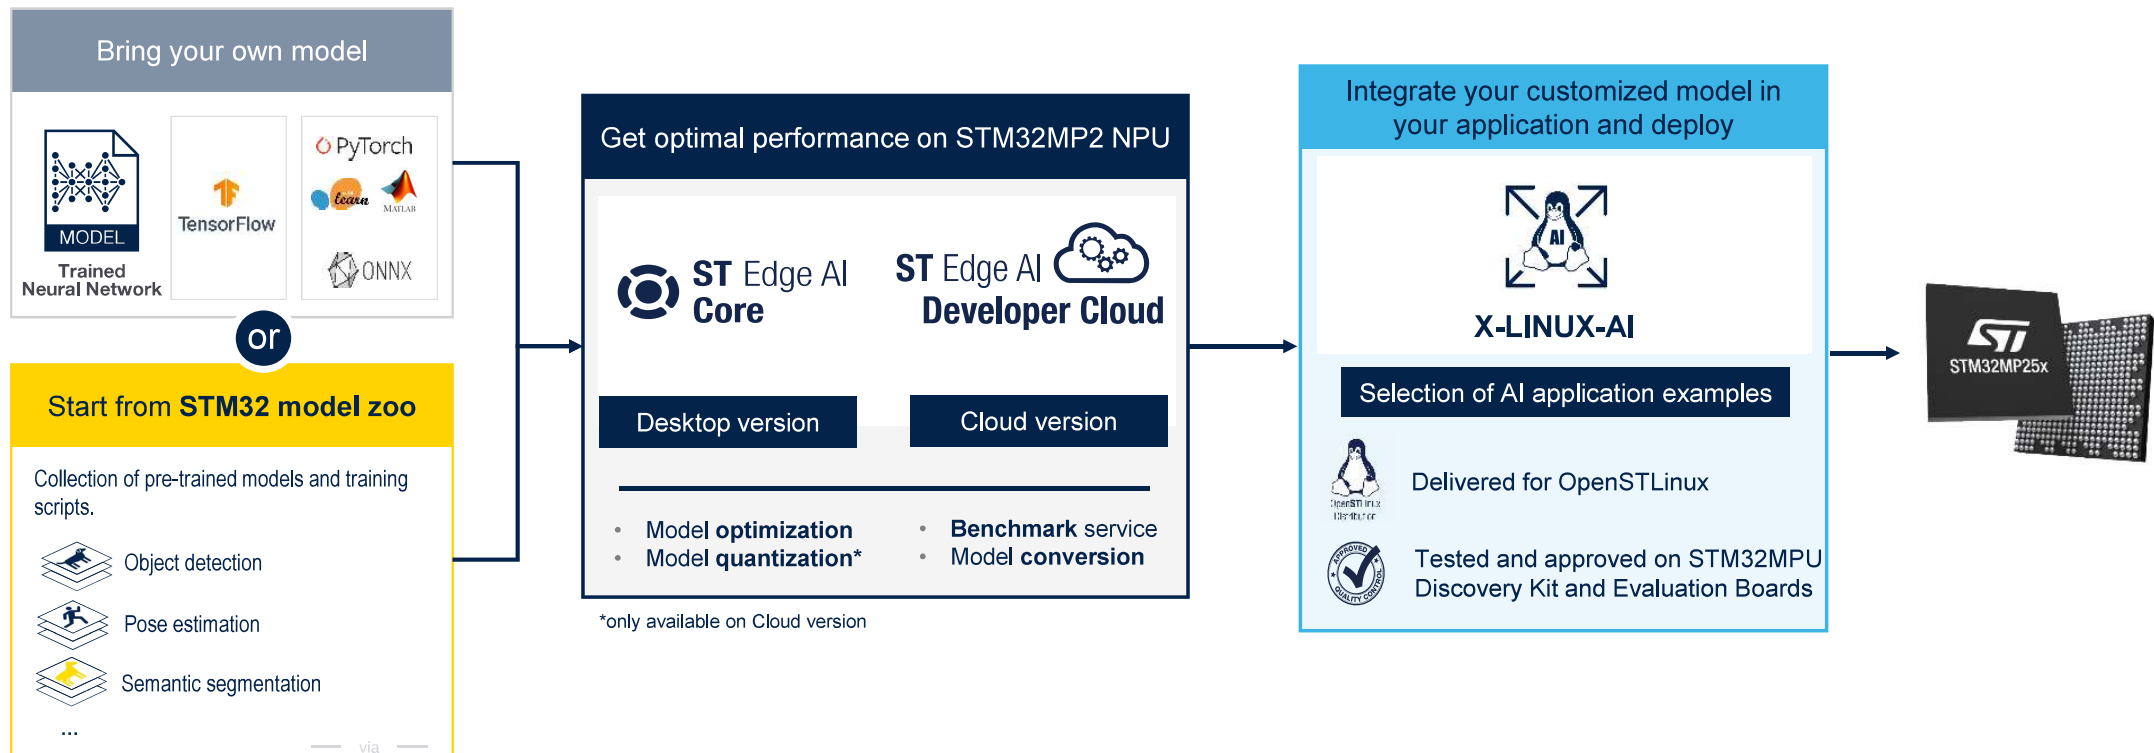 Bring your own model
MODEL
Trained
Neural Network
TensorFlow
PyTorch
learn
MATLAB
ONNX
or
Start from STM32 model zoo
Collection of pre-trained models and training
scripts.
Object detection
Pose estimation
Semantic segmentation
...
via
Get optimal performance on STM32MP2 NPU
ST Edge AI
Core
ST Edge AI
Developer Cloud
Desktop version
Cloud version
• Model optimization
• Model quantization*
• Benchmark service
• Model conversion
*only available on Cloud version
Integrate your customized model in
your application and deploy
AI
X-LINUX-AI
Selection of AI application examples
OpenSTLinux
Distribution
Delivered for OpenSTLinux
APPROVED
QUALITY CONTROL
Tested and approved on STM32MPU
Discovery Kit and Evaluation Boards
ST
STM32MP25x